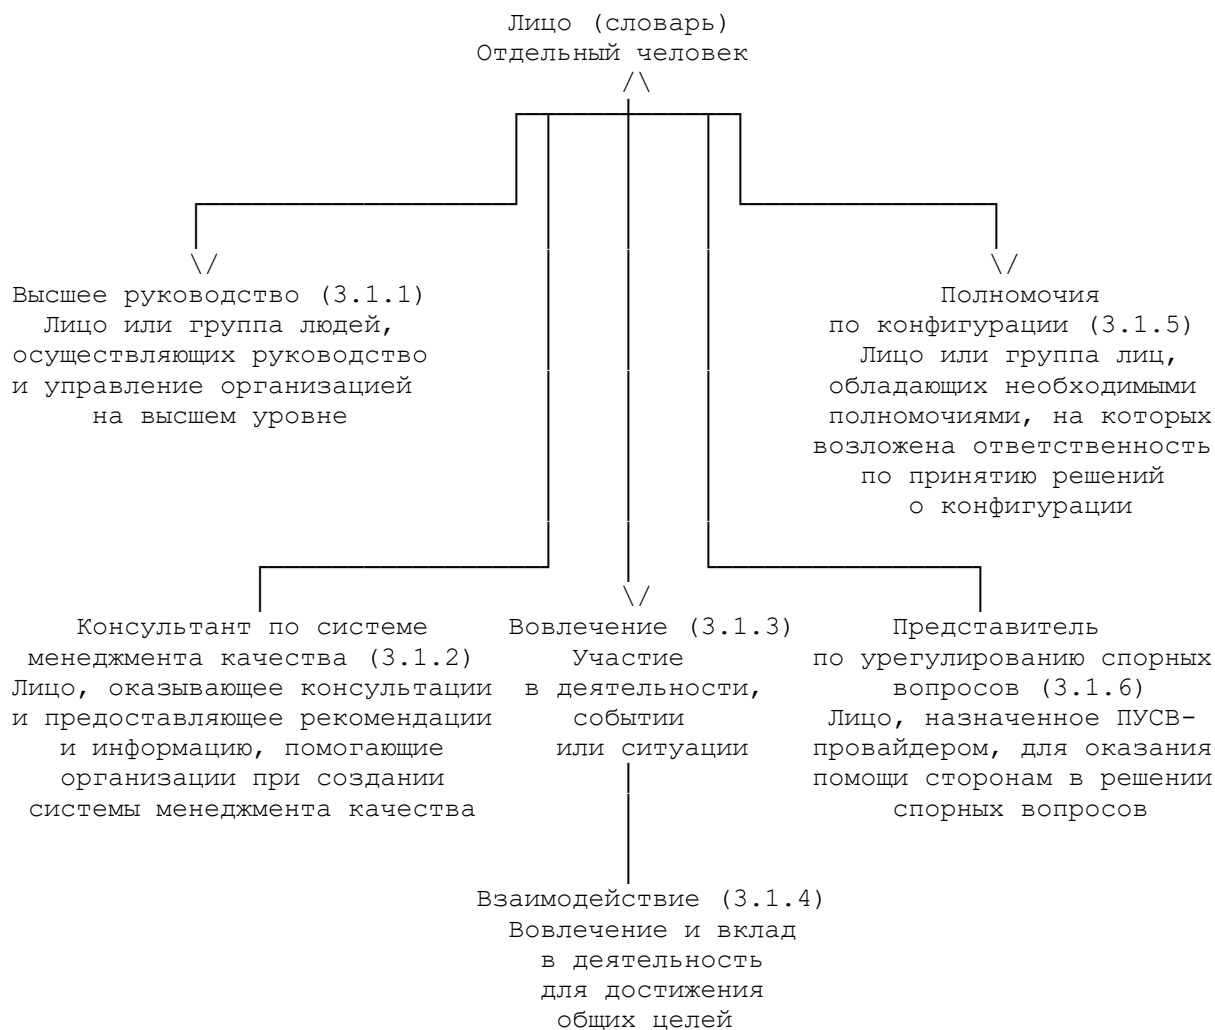 Лицо (словарь)
Отдельный человек
Высшее руководство (3.1.1)
Лицо или группа людей,
осуществляющих руководство
и управление организацией
на высшем уровне
Полномочия
по конфигурации (3.1.5)
Лицо или группа лиц,
обладающих необходимыми
полномочиями, на которых
возложена ответственность
по принятию решений
о конфигурации
Консультант по системе
менеджмента качества (3.1.2)
Лицо, оказывающее консультации
и предоставляющее рекомендации
и информацию, помогающие
организации при создании
системы менеджмента качества
Вовлечение (3.1.3)
Участие
в деятельности,
событии
или ситуации
Представитель
по урегулированию спорных
вопросов (3.1.6)
Лицо, назначенное ПУСВ-
провайдером, для оказания
помощи сторонам в решении
спорных вопросов
Взаимодействие (3.1.4)
Вовлечение и вклад
в деятельность
для достижения
общих целей